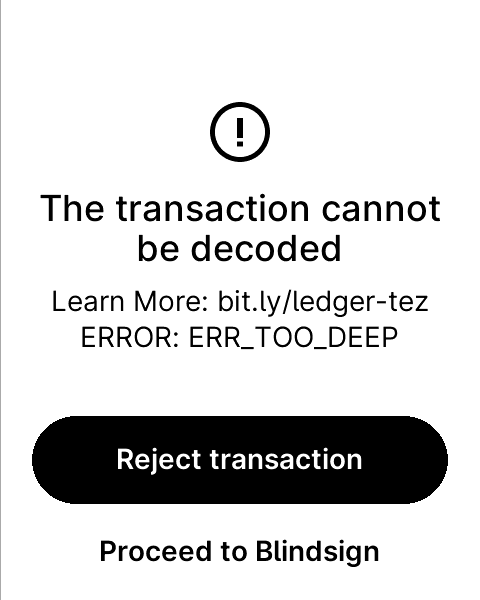 The transaction cannot
be decoded
Learn More: bit.ly/ledger-tez
ERROR: ERR_TOO_DEEP
Reject transaction
Proceed to Blindsign